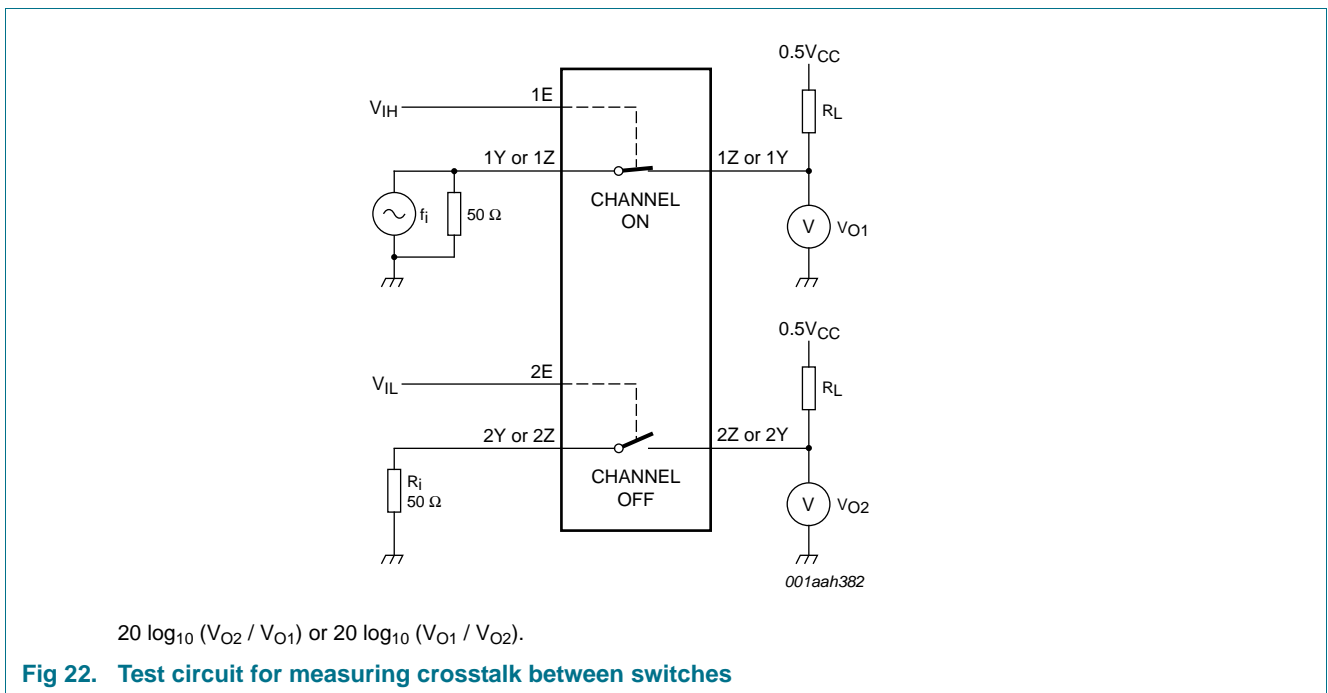 0.5VCC
1E
VIH
RL
1Y or 1Z
1Z or 1Y
CHANNEL
ON
fi
50 Ω
V
VO1
0.5VCC
2E
VIL
RL
2Y or 2Z
2Z or 2Y
CHANNEL
OFF
Ri
50 Ω
V
VO2
001aah382
20 log10 (VO2 / VO1) or 20 log10 (VO1 / VO2).
Fig 22. Test circuit for measuring crosstalk between switches